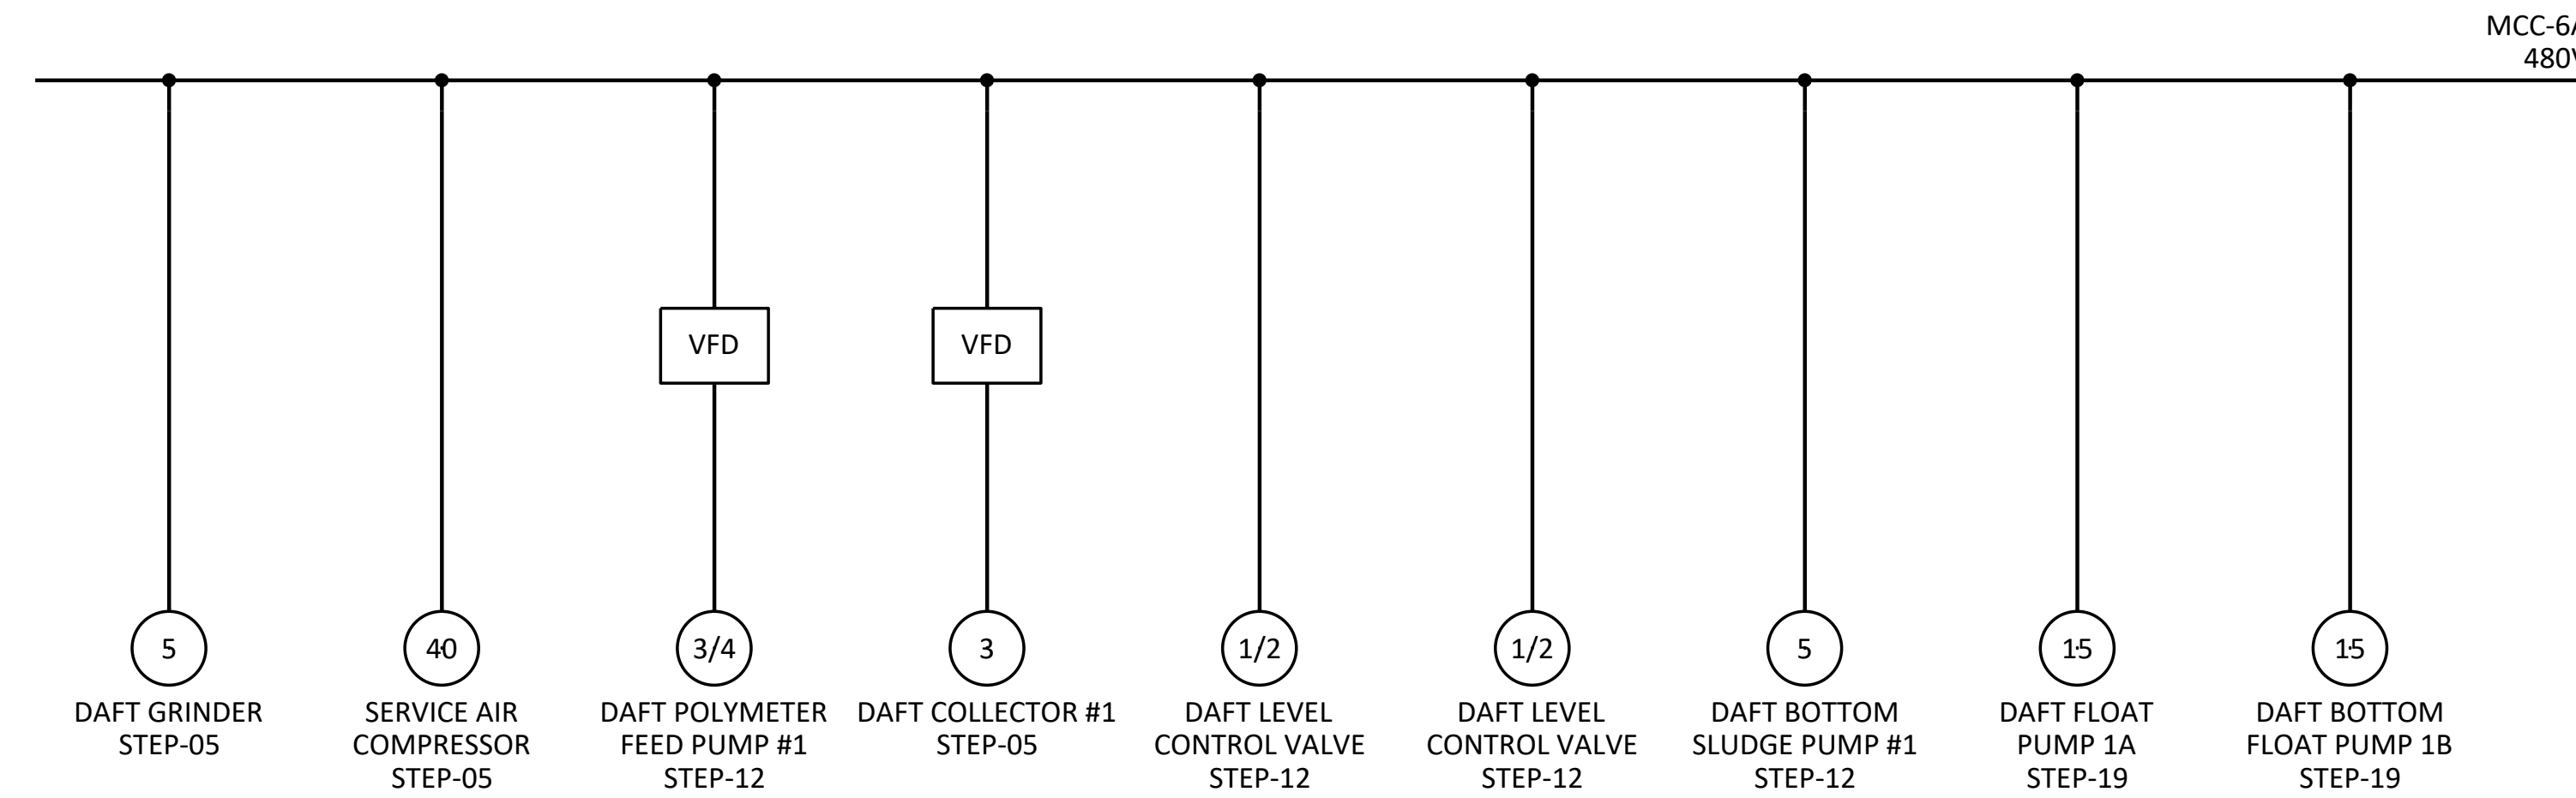 MCC-6A
480V
VFD
VFD
5
40
3/4
3
1/2
1/2
5
15
15
DAFT GRINDER
STEP-05
SERVICE AIR
COMPRESSOR
STEP-05
DAFT POLYMETER
FEED PUMP #1
STEP-12
DAFT COLLECTOR #1
STEP-05
DAFT LEVEL
CONTROL VALVE
STEP-12
DAFT LEVEL
CONTROL VALVE
STEP-12
DAFT BOTTOM
SLUDGE PUMP #1
STEP-12
DAFT FLOAT
PUMP 1A
STEP-19
DAFT BOTTOM
FLOAT PUMP 1B
STEP-19